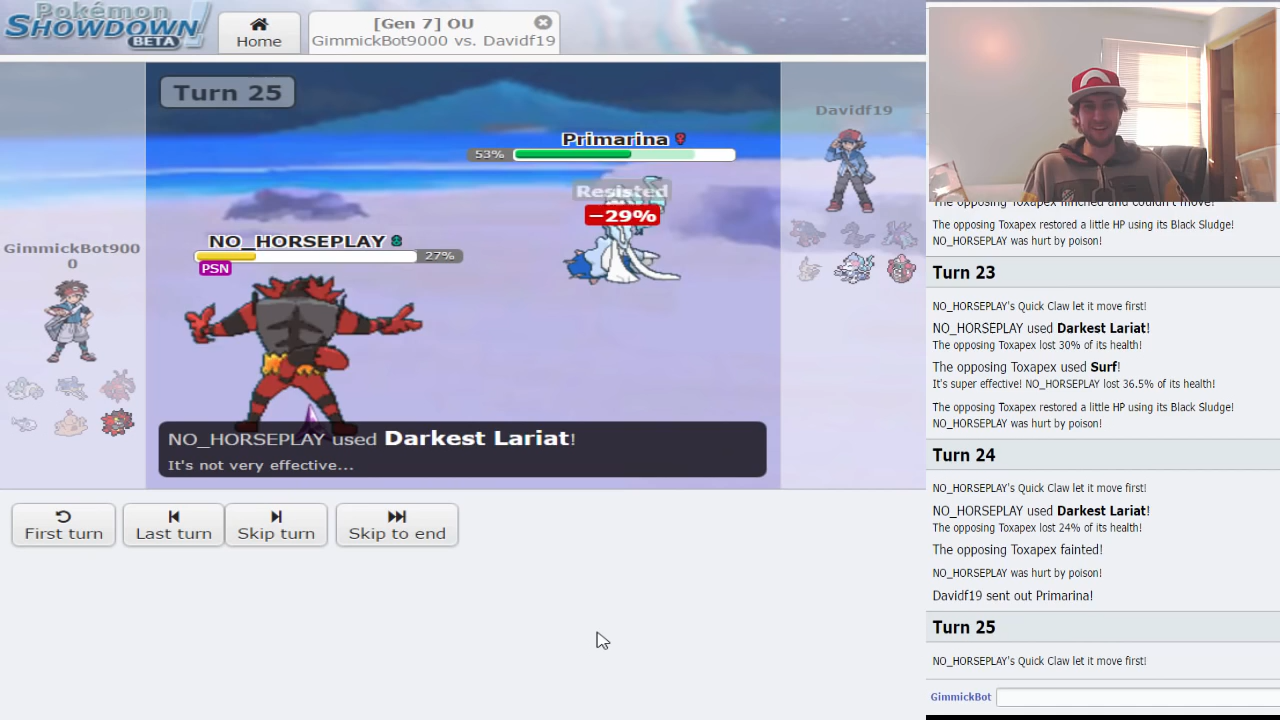 Pokémon
SHOWDOWN!
BETA
Home
[Gen 7] OU
GimmickBot9000 vs. Davidf19
Turn 25
GimmickBot900
0
Davidf19
Primarina
53%
Resisted
−29%
NO_HORSEPLAY
27%
PSN
NO_HORSEPLAY used Darkest Lariat!
It's not very effective...
First turn
Last turn
Skip turn
Skip to end
The opposing Toxapex flinched and couldn't move!
The opposing Toxapex restored a little HP using its Black Sludge!
NO_HORSEPLAY was hurt by poison!
Turn 23
NO_HORSEPLAY's Quick Claw let it move first!
NO_HORSEPLAY used Darkest Lariat!
The opposing Toxapex lost 30% of its health!
The opposing Toxapex used Surf!
It's super effective! NO_HORSEPLAY lost 36.5% of its health!
The opposing Toxapex restored a little HP using its Black Sludge!
NO_HORSEPLAY was hurt by poison!
Turn 24
NO_HORSEPLAY's Quick Claw let it move first!
NO_HORSEPLAY used Darkest Lariat!
The opposing Toxapex lost 24% of its health!
The opposing Toxapex fainted!
NO_HORSEPLAY was hurt by poison!
Davidf19 sent out Primarina!
Turn 25
NO_HORSEPLAY's Quick Claw let it move first!
GimmickBot